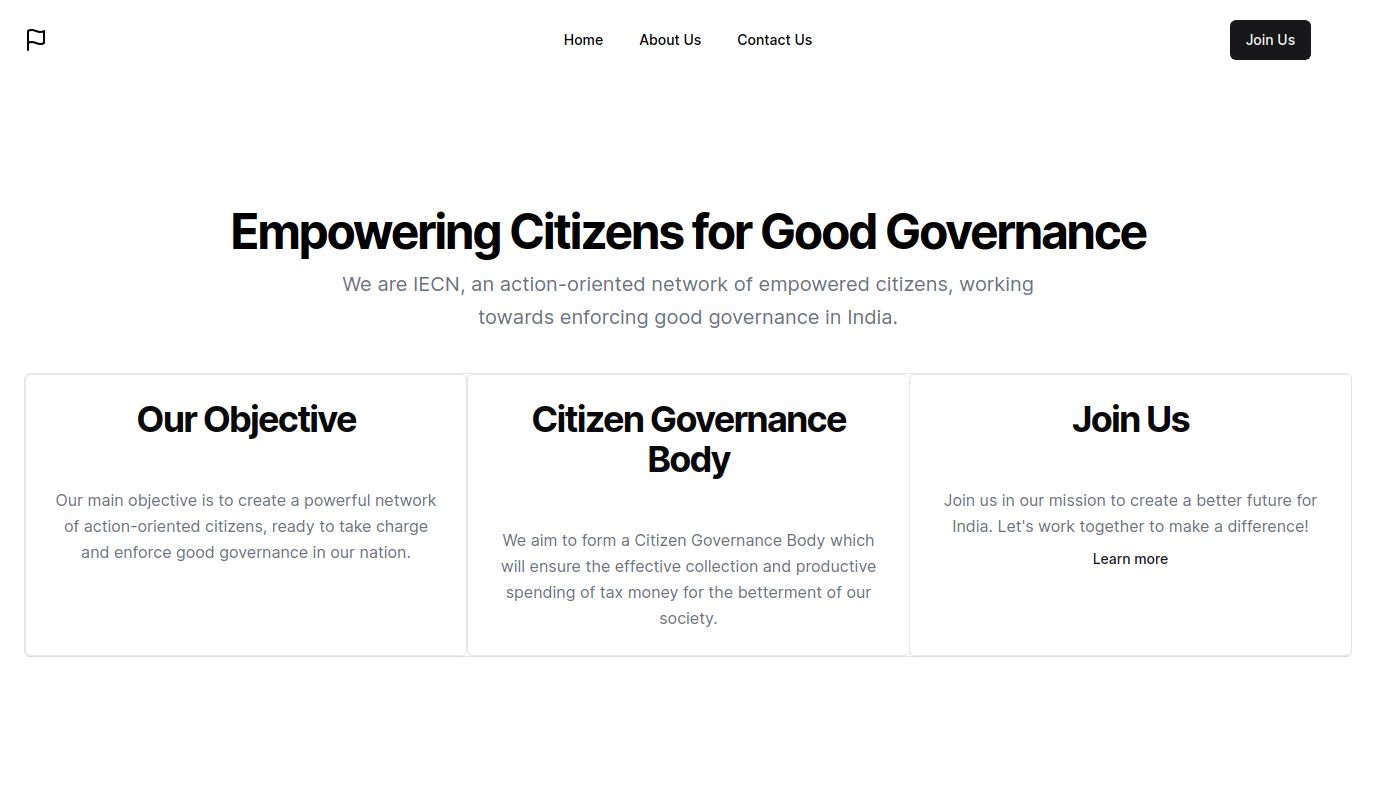 Home
About Us
Contact Us
Join Us
Empowering Citizens for Good Governance
We are IECN, an action-oriented network of empowered citizens, working
towards enforcing good governance in India.
Our Objective
Our main objective is to create a powerful network
of action-oriented citizens, ready to take charge
and enforce good governance in our nation.
Citizen Governance
Body
We aim to form a Citizen Governance Body which
will ensure the effective collection and productive
spending of tax money for the betterment of our
society.
Join Us
Join us in our mission to create a better future for
India. Let's work together to make a difference!
Learn more